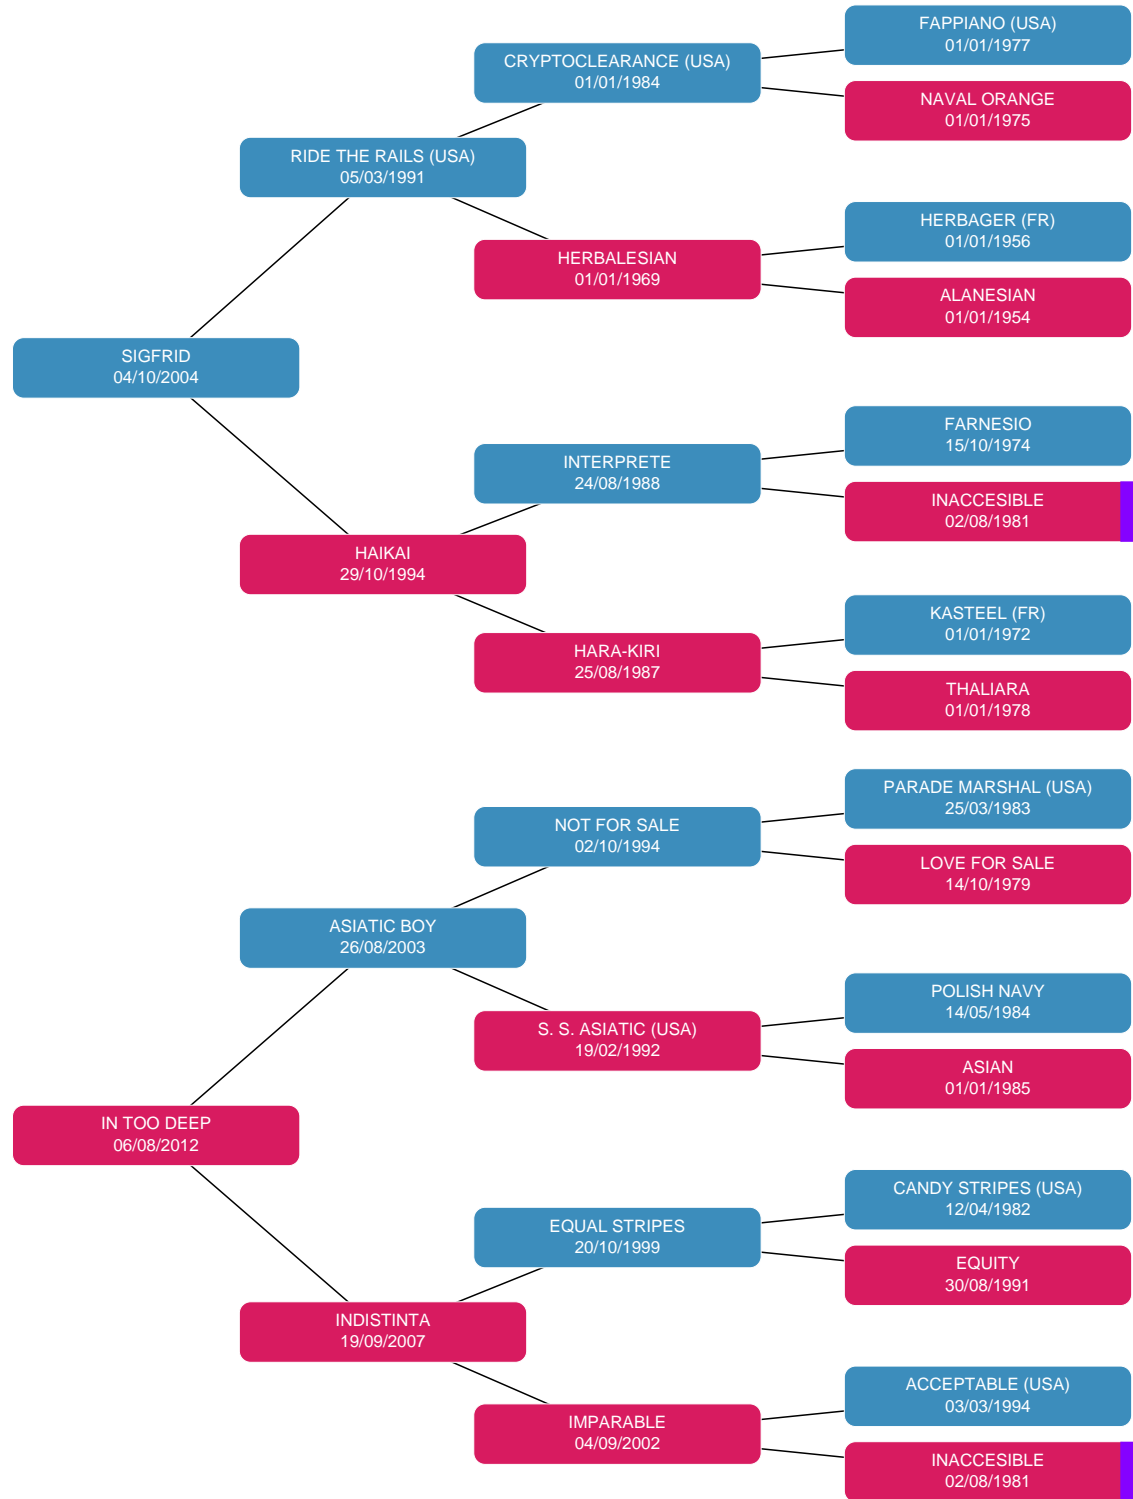 FAPPIANO (USA)
01/01/1977
CRYPTOCLEARANCE (USA)
01/01/1984
NAVAL ORANGE
01/01/1975
RIDE THE RAILS (USA)
05/03/1991
HERBAGER (FR)
01/01/1956
HERBALESIAN
01/01/1969
ALANESIAN
01/01/1954
SIGFRID
04/10/2004
FARNESIO
15/10/1974
INTERPRETE
24/08/1988
INACCESIBLE
02/08/1981
HAIKAI
29/10/1994
KASTEEL (FR)
01/01/1972
HARA-KIRI
25/08/1987
THALIARA
01/01/1978
PARADE MARSHAL (USA)
25/03/1983
NOT FOR SALE
02/10/1994
LOVE FOR SALE
14/10/1979
ASIATIC BOY
26/08/2003
POLISH NAVY
14/05/1984
S. S. ASIATIC (USA)
19/02/1992
ASIAN
01/01/1985
IN TOO DEEP
06/08/2012
CANDY STRIPES (USA)
12/04/1982
EQUAL STRIPES
20/10/1999
EQUITY
30/08/1991
INDISTINTA
19/09/2007
ACCEPTABLE (USA)
03/03/1994
IMPARABLE
04/09/2002
INACCESIBLE
02/08/1981